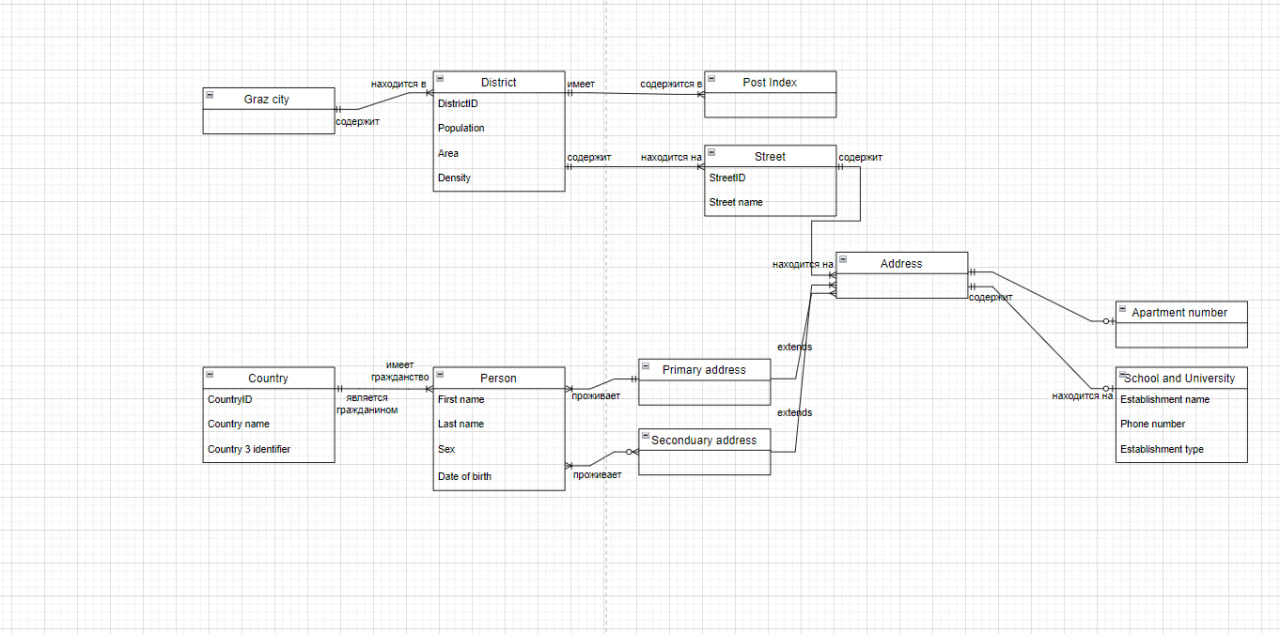 находится в
District
имеет
содержится в
Post Index
Graz city
содержит
DistrictID
Population
Area
Density
содержит
находится на
Street
содержит
StreetID
Street name
находится на
Address
содержит
Apartment number
extends
имеет
гражданство
Country
Person
Primary address
School and University
CountryID
является
гражданином
First name
проживает
находится на
Establishment name
extends
Country name
Last name
Phone number
Seconduary address
Country 3 identifier
Sex
Establishment type
Date of birth
проживает